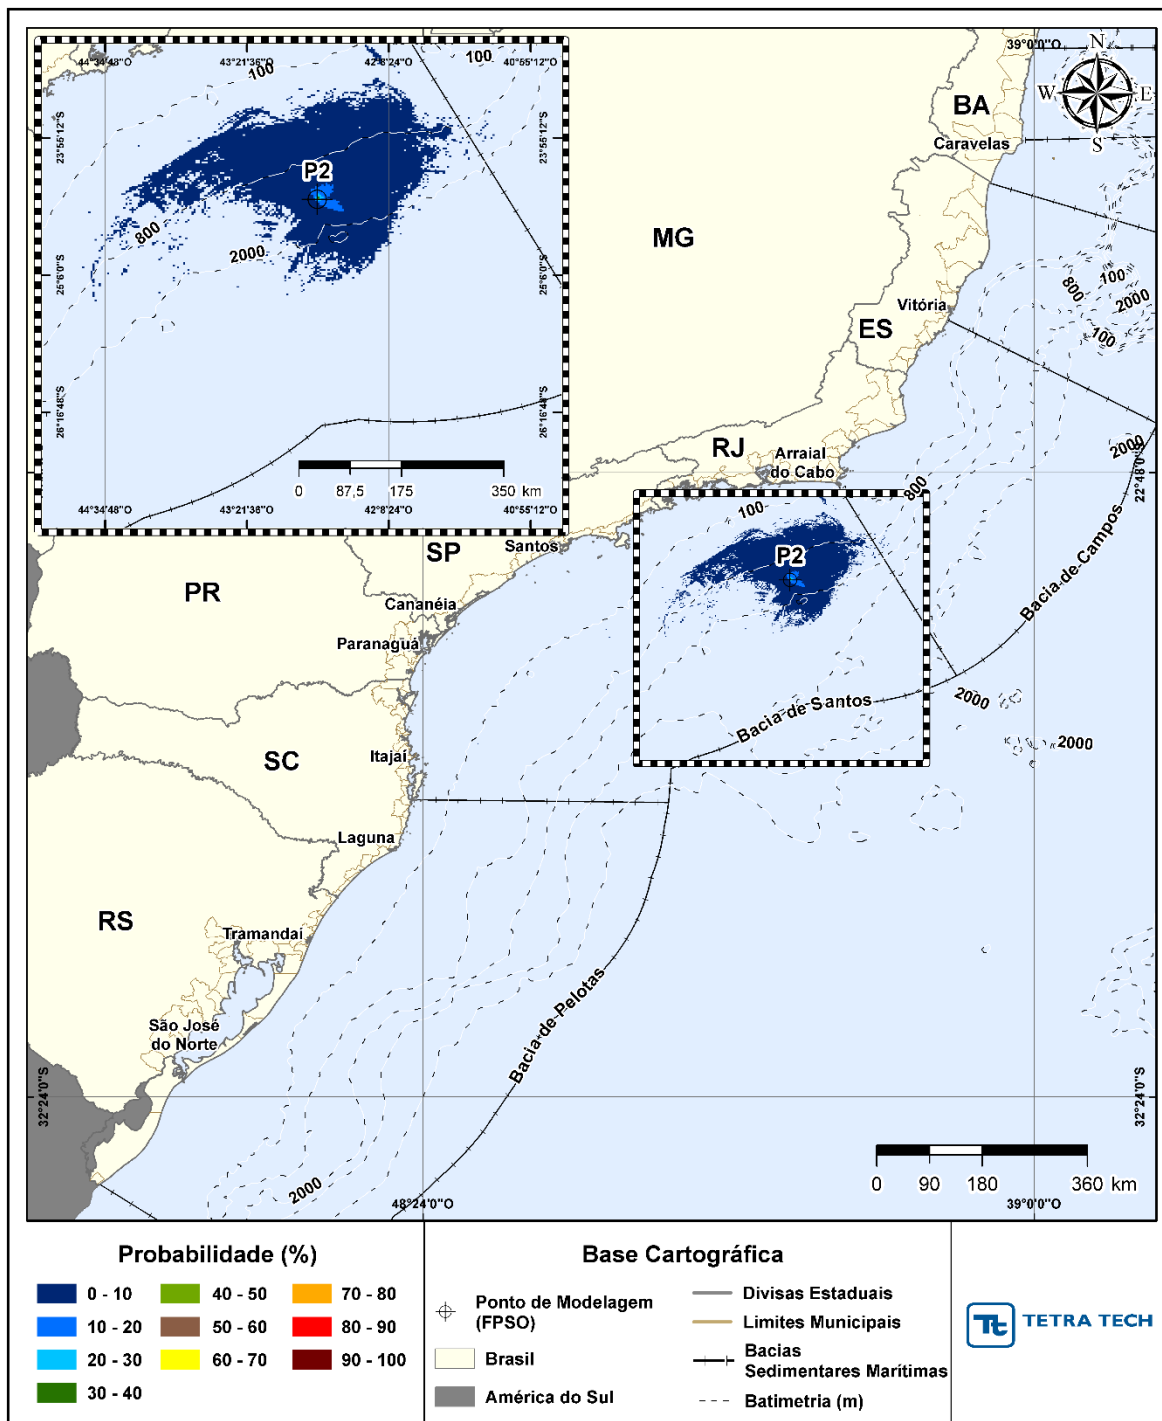 44°34'48"O
43°21'36"O
42°8'24"O
40°55'12"O
100
100
23°55'12"S
23°55'12"S
P2
800
2000
25°6'0"S
25°6'0"S
26°16'48"S
26°16'48"S
0 87,5 175 350 km
44°34'48"O
43°21'36"O
42°8'24"O
40°55'12"O
39°0'0"O
N
W E
S
BA
Caravelas
MG
Vitória
ES
800
100
2000
100
RJ
Arraial
do Cabo
2000
22°48'0"S
800
100
P2
Bacia de Campos
SP
Santos
PR
Cananéia
Paranaguá
Bacia de Santos
2000
2000
SC
Itajaí
Laguna
RS
Tramandaí
São José
do Norte
Bacia de Pelotas
32°24'0"S
32°24'0"S
2000
0 90 180 360 km
48°24'0"O
39°0'0"O
Probabilidade (%)
0 - 10
10 - 20
20 - 30
30 - 40
40 - 50
50 - 60
60 - 70
70 - 80
80 - 90
90 - 100
Base Cartográfica
Ponto de Modelagem
(FPSO)
Brasil
América do Sul
Divisas Estaduais
Limites Municipais
Bacias
Sedimentares Marítimas
Batimetria (m)
Tt TETRA TECH